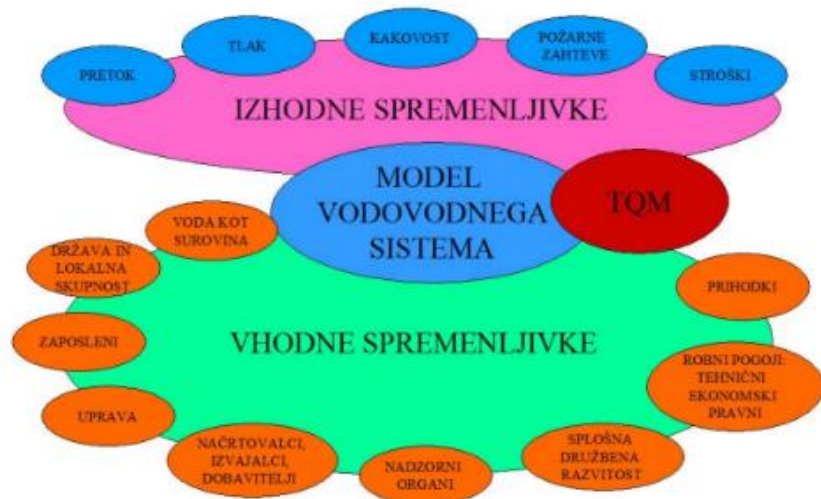 PRETOK
TLAK
KAKOVOST
POŽARNE
ZAHTEVE
STROŠKI
IZHODNE SPREMENLJIVKE
MODEL
VODOVODNEGA
SISTEMA
TQM
VODA KOT
SUROVINA
DRŽAVA IN
LOKALNA
SKUPNOST
ZAPOSLENI
UPRAVA
NAČRTOVALCI,
IZVAJALCI,
DOBAVITELJI
NADZORNI
ORGANI
SPLOŠNA
DRUŽBENA
RAZVITOST
ROBNI POGOJI:
TEHNIČNI
EKONOMSKI
PRAVNI
PRIHODKI
VHODNE SPREMENLJIVKE